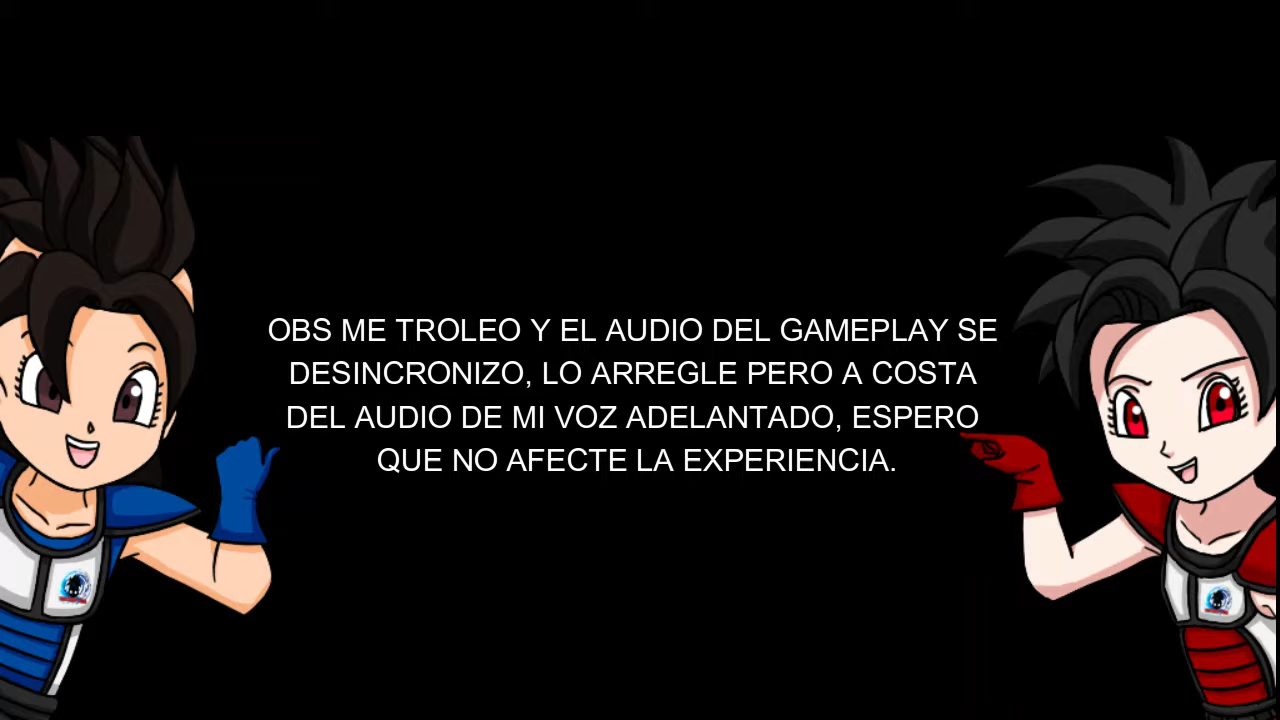 OBS ME TROLEO Y EL AUDIO DEL GAMEPLAY SE
DESINCRONIZO, LO ARREGLE PERO A COSTA
DEL AUDIO DE MI VOZ ADELANTADO, ESPERO
QUE NO AFECTE LA EXPERIENCIA.